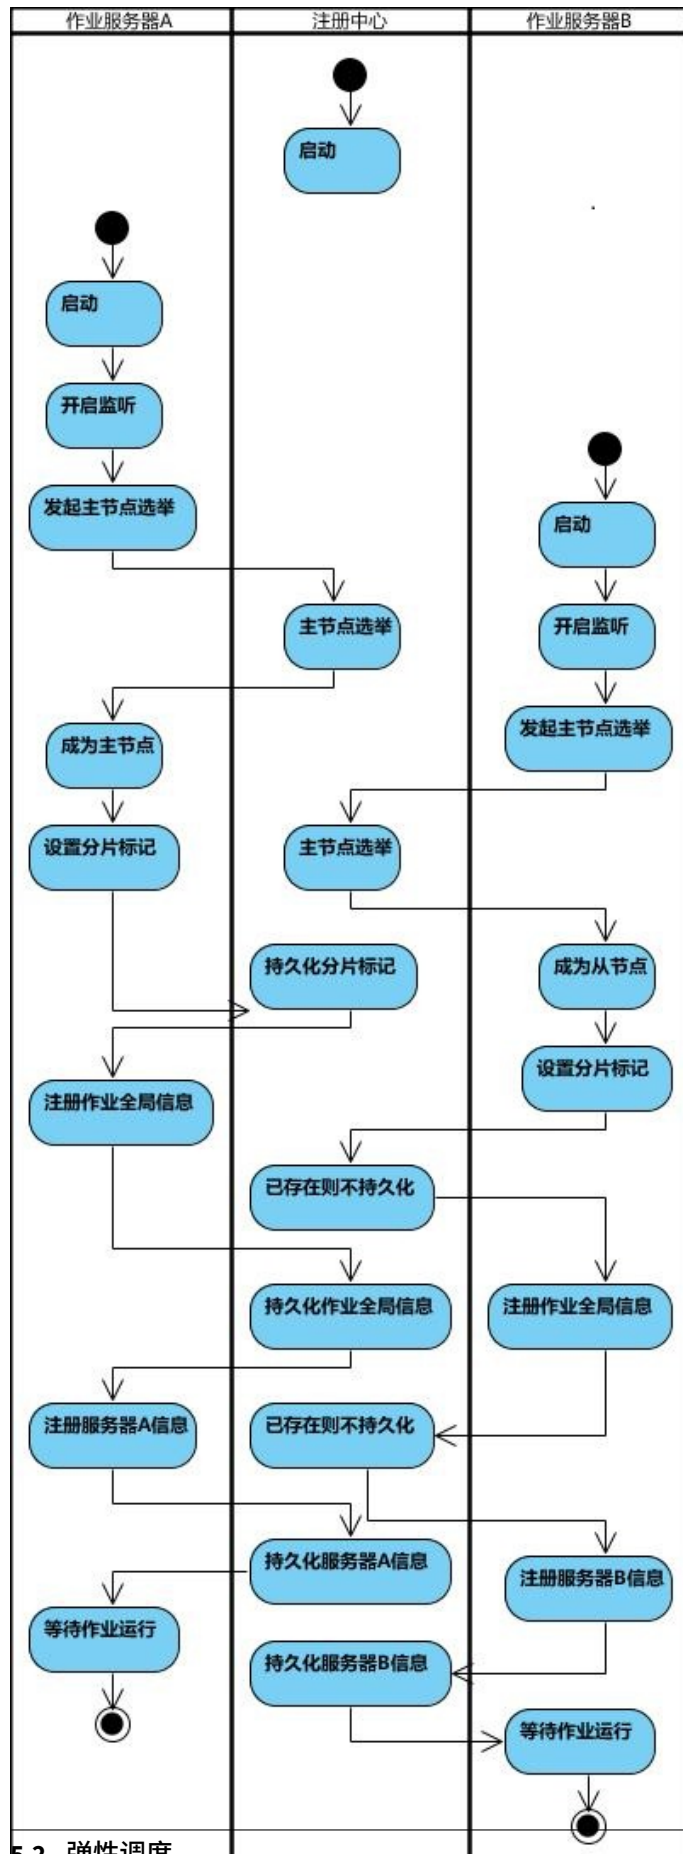 作业服务器A 注册中心 作业服务器B
启动
启动
开启监听
发起主节点选举
启动
主节点选举
开启监听
成为主节点
发起主节点选举
设置分片标记
主节点选举
持久化分片标记
成为从节点
注册作业全局信息
设置分片标记
已存在则不持久化
持久化作业全局信息
注册作业全局信息
注册服务器A信息
已存在则不持久化
持久化服务器A信息
注册服务器B信息
等待作业运行
持久化服务器B信息
等待作业运行
5.2 弹性调度